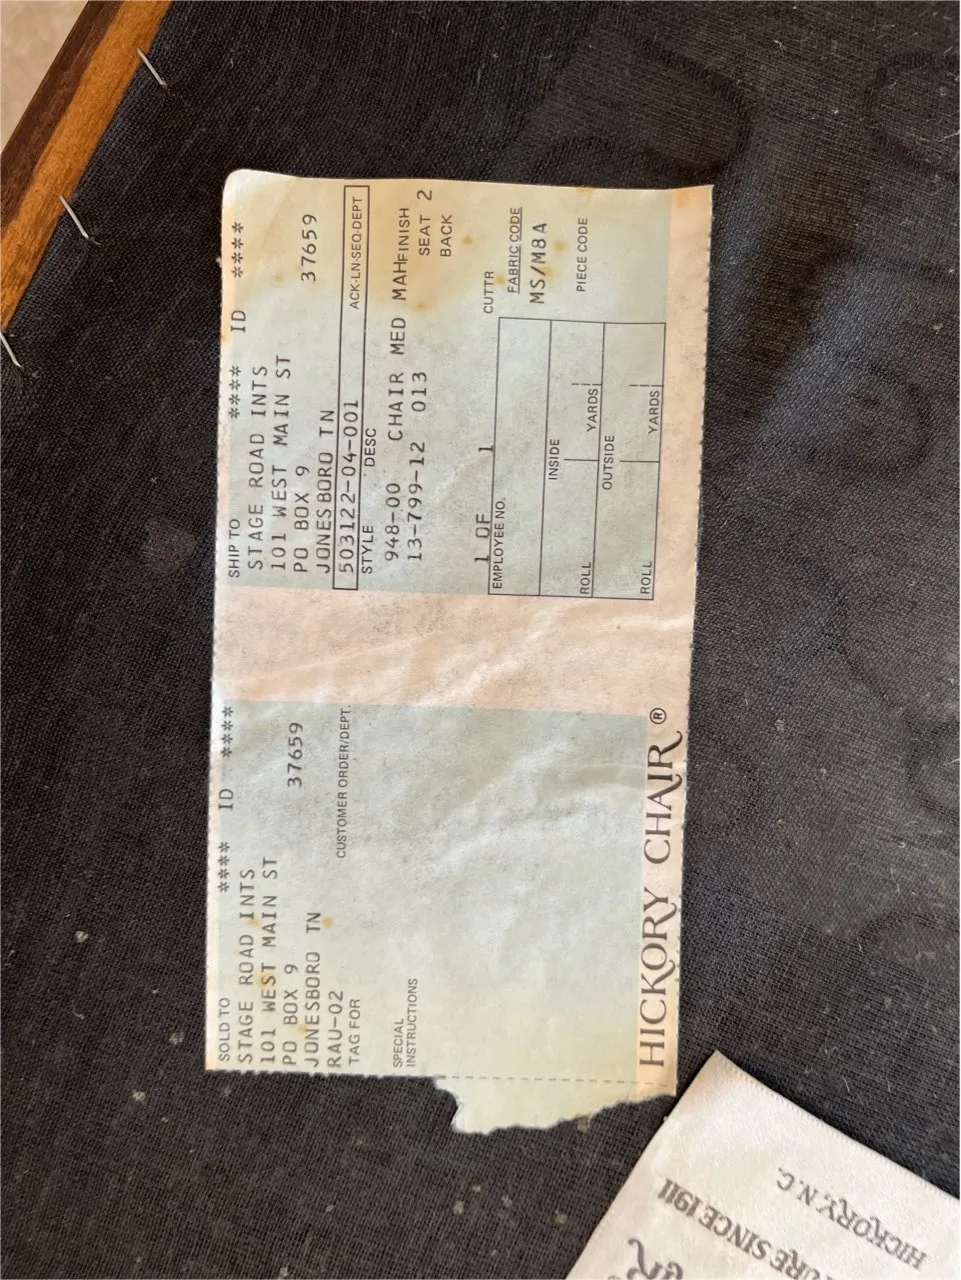 SOLD TO **** ID ****
STAGE ROAD INTS
101 WEST MAIN ST
PO BOX 9 37659
JONESBORO TN
RAU-02
TAG FOR CUSTOMER ORDER/DEPT.
SPECIAL
INSTRUCTIONS
HICKORY CHAIR ®
SHIP TO **** ID ****
STAGE ROAD INTS
101 WEST MAIN ST
PO BOX 9 37659
JONESBORO TN
503122-04-001 ACK-LN-SEQ-DEPT
STYLE DESC
948-00 CHAIR MED MAH FINISH
13-799-12 013 SEAT 2
BACK
1 OF 1 CUTTR
EMPLOYEE NO. FABRIC CODE
MS/M8A
INSIDE
ROLL YARDS PIECE CODE
OUTSIDE
ROLL YARDS
URE SINCE 1911
HICKORY, N.C.